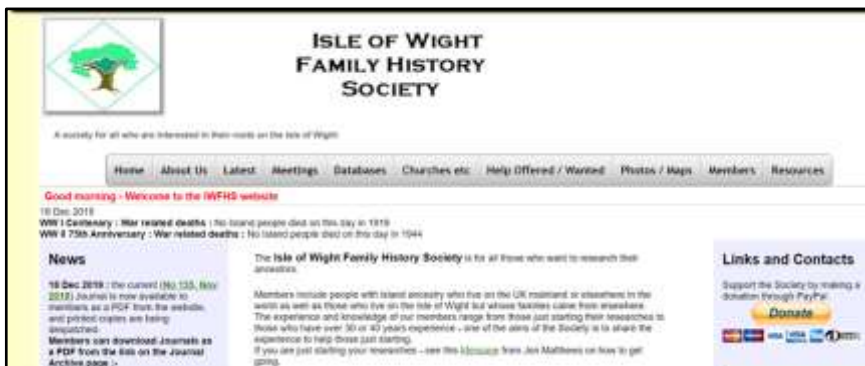 ISLE OF WIGHT
FAMILY HISTORY
SOCIETY
A society for all who are interested in their roots on the Isle of Wight
Home About Us Latest Meetings Databases Churches etc Help Offered / Wanted Photos / Maps Members Resources
Good morning - Welcome to the IWFHS website
18 Dec 2019
WW I Centenary : War related deaths : No Island people died on this day in 1919
WW II 75th Anniversary : War related deaths : No Island people died on this day in 1944
News
18 Dec 2019 : the current (No 135, Nov
2019) Journal is now available to
members as a PDF from the website,
and printed copies are being
despatched.
Members can download Journals as
a PDF from the link on the Journal
Archive page :-
The Isle of Wight Family History Society is for all those who want to research their
ancestors.
Members include people with Island ancestry who live on the UK mainland or elsewhere in the
world as well as those who live on the Isle of Wight but whose families came from elsewhere.
The experience and knowledge of our members range from those just starting their researches to
those who have over 30 or 40 years experience - one of the aims of the Society is to share the
experience to help those just starting.
If you are just starting your researches - see this Message from Jon Matthews on how to get
going.
Links and Contacts
Support the Society by making a
donation through PayPal
Donate
VISA